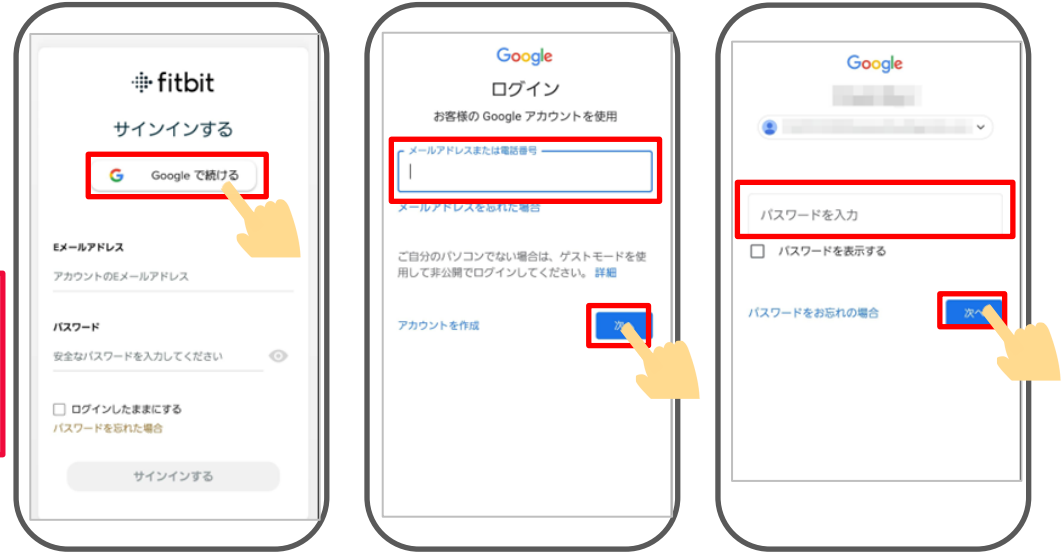 fitbit
サインインする
Google で続ける
Eメールアドレス
アカウントのEメールアドレス
パスワード
安全なパスワードを入力してください
ログインしたままにする
パスワードを忘れた場合
サインインする
Google
ログイン
お客様の Google アカウントを使用
メールアドレスまたは電話番号
メールアドレスを忘れた場合
ご自分のパソコンでない場合は、ゲストモードを使
用して非公開でログインしてください。 詳細
アカウントを作成
次へ
Google
パスワードを入力
パスワードを表示する
パスワードをお忘れの場合
次へ